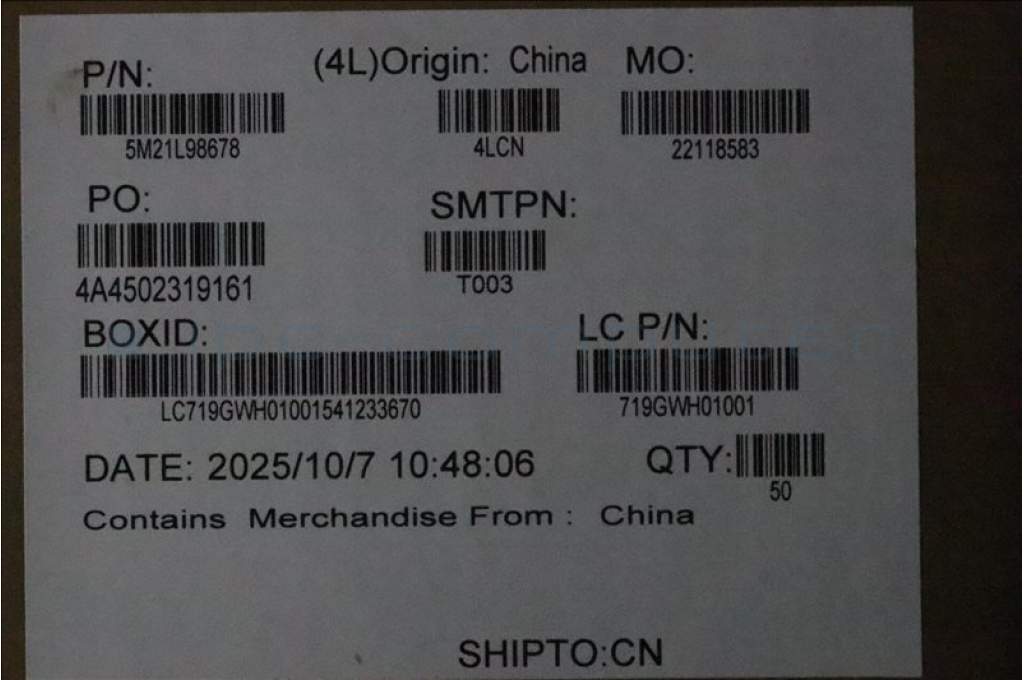 P/N: (4L)Origin: China MO:
5M21L98678 4LCN 22118583
PO: SMTPN:
4A4502319161 T003
BOXID: LC P/N:
LC719GWH01001541233670 719GWH01001
DATE: 2025/10/7 10:48:06 QTY:
50
Contains Merchandise From : China
SHIPTO:CN